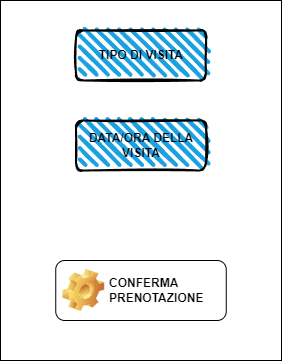 TIPO DI VISITA
DATA/ORA DELLA
VISITA
CONFERMA
PRENOTAZIONE